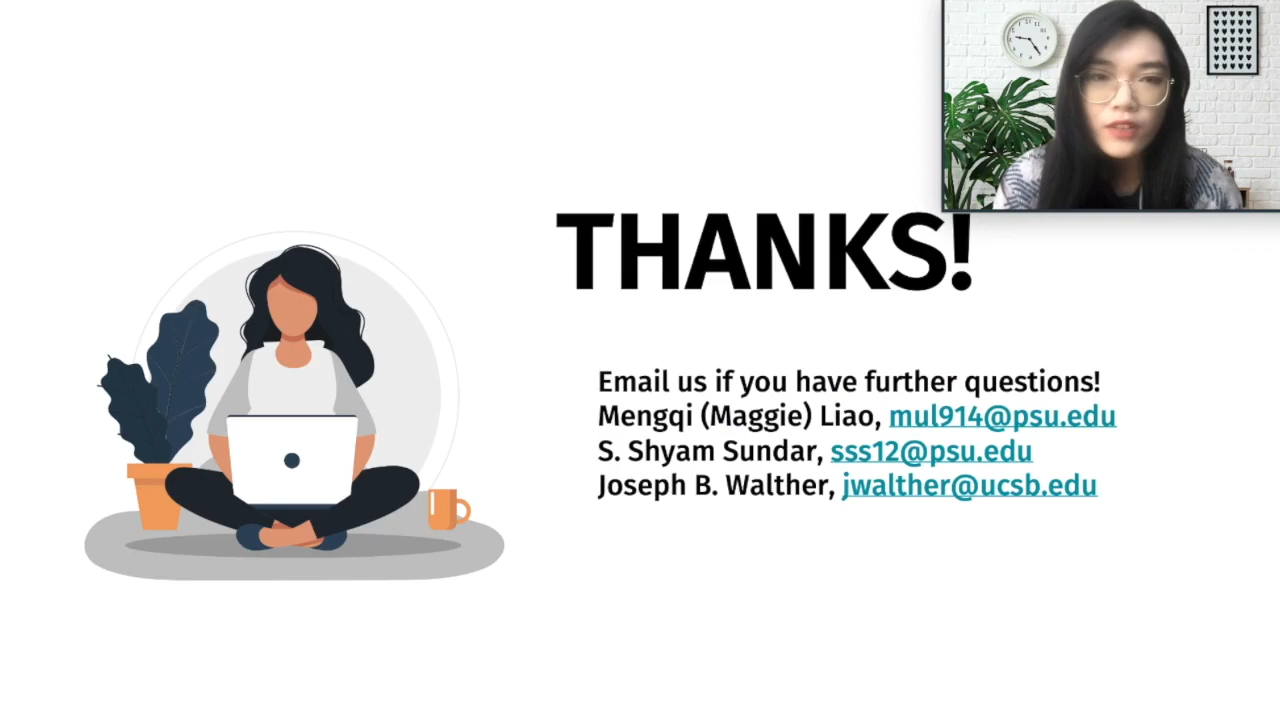 THANKS!
Email us if you have further questions!
Mengqi (Maggie) Liao, mul914@psu.edu
S. Shyam Sundar, sss12@psu.edu
Joseph B. Walther, jwalther@ucsb.edu